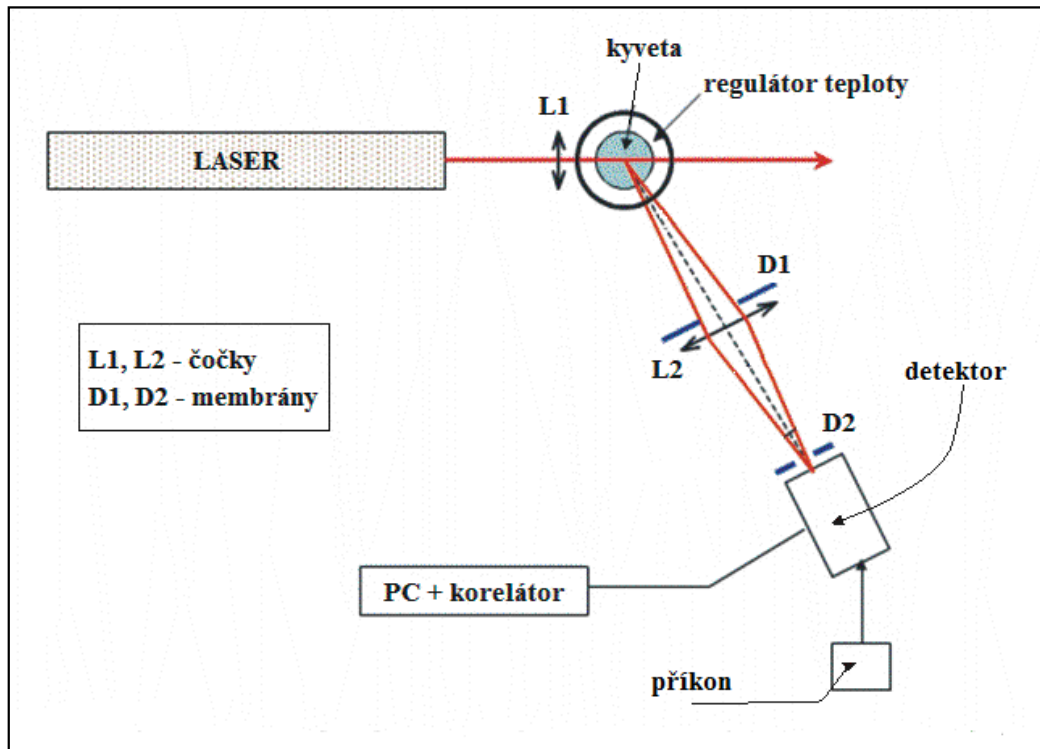 kyveta
regulátor teploty
L1
LASER
D1
L2
L1, L2 - čočky
D1, D2 - membrány
detektor
D2
PC + korelátor
příkon